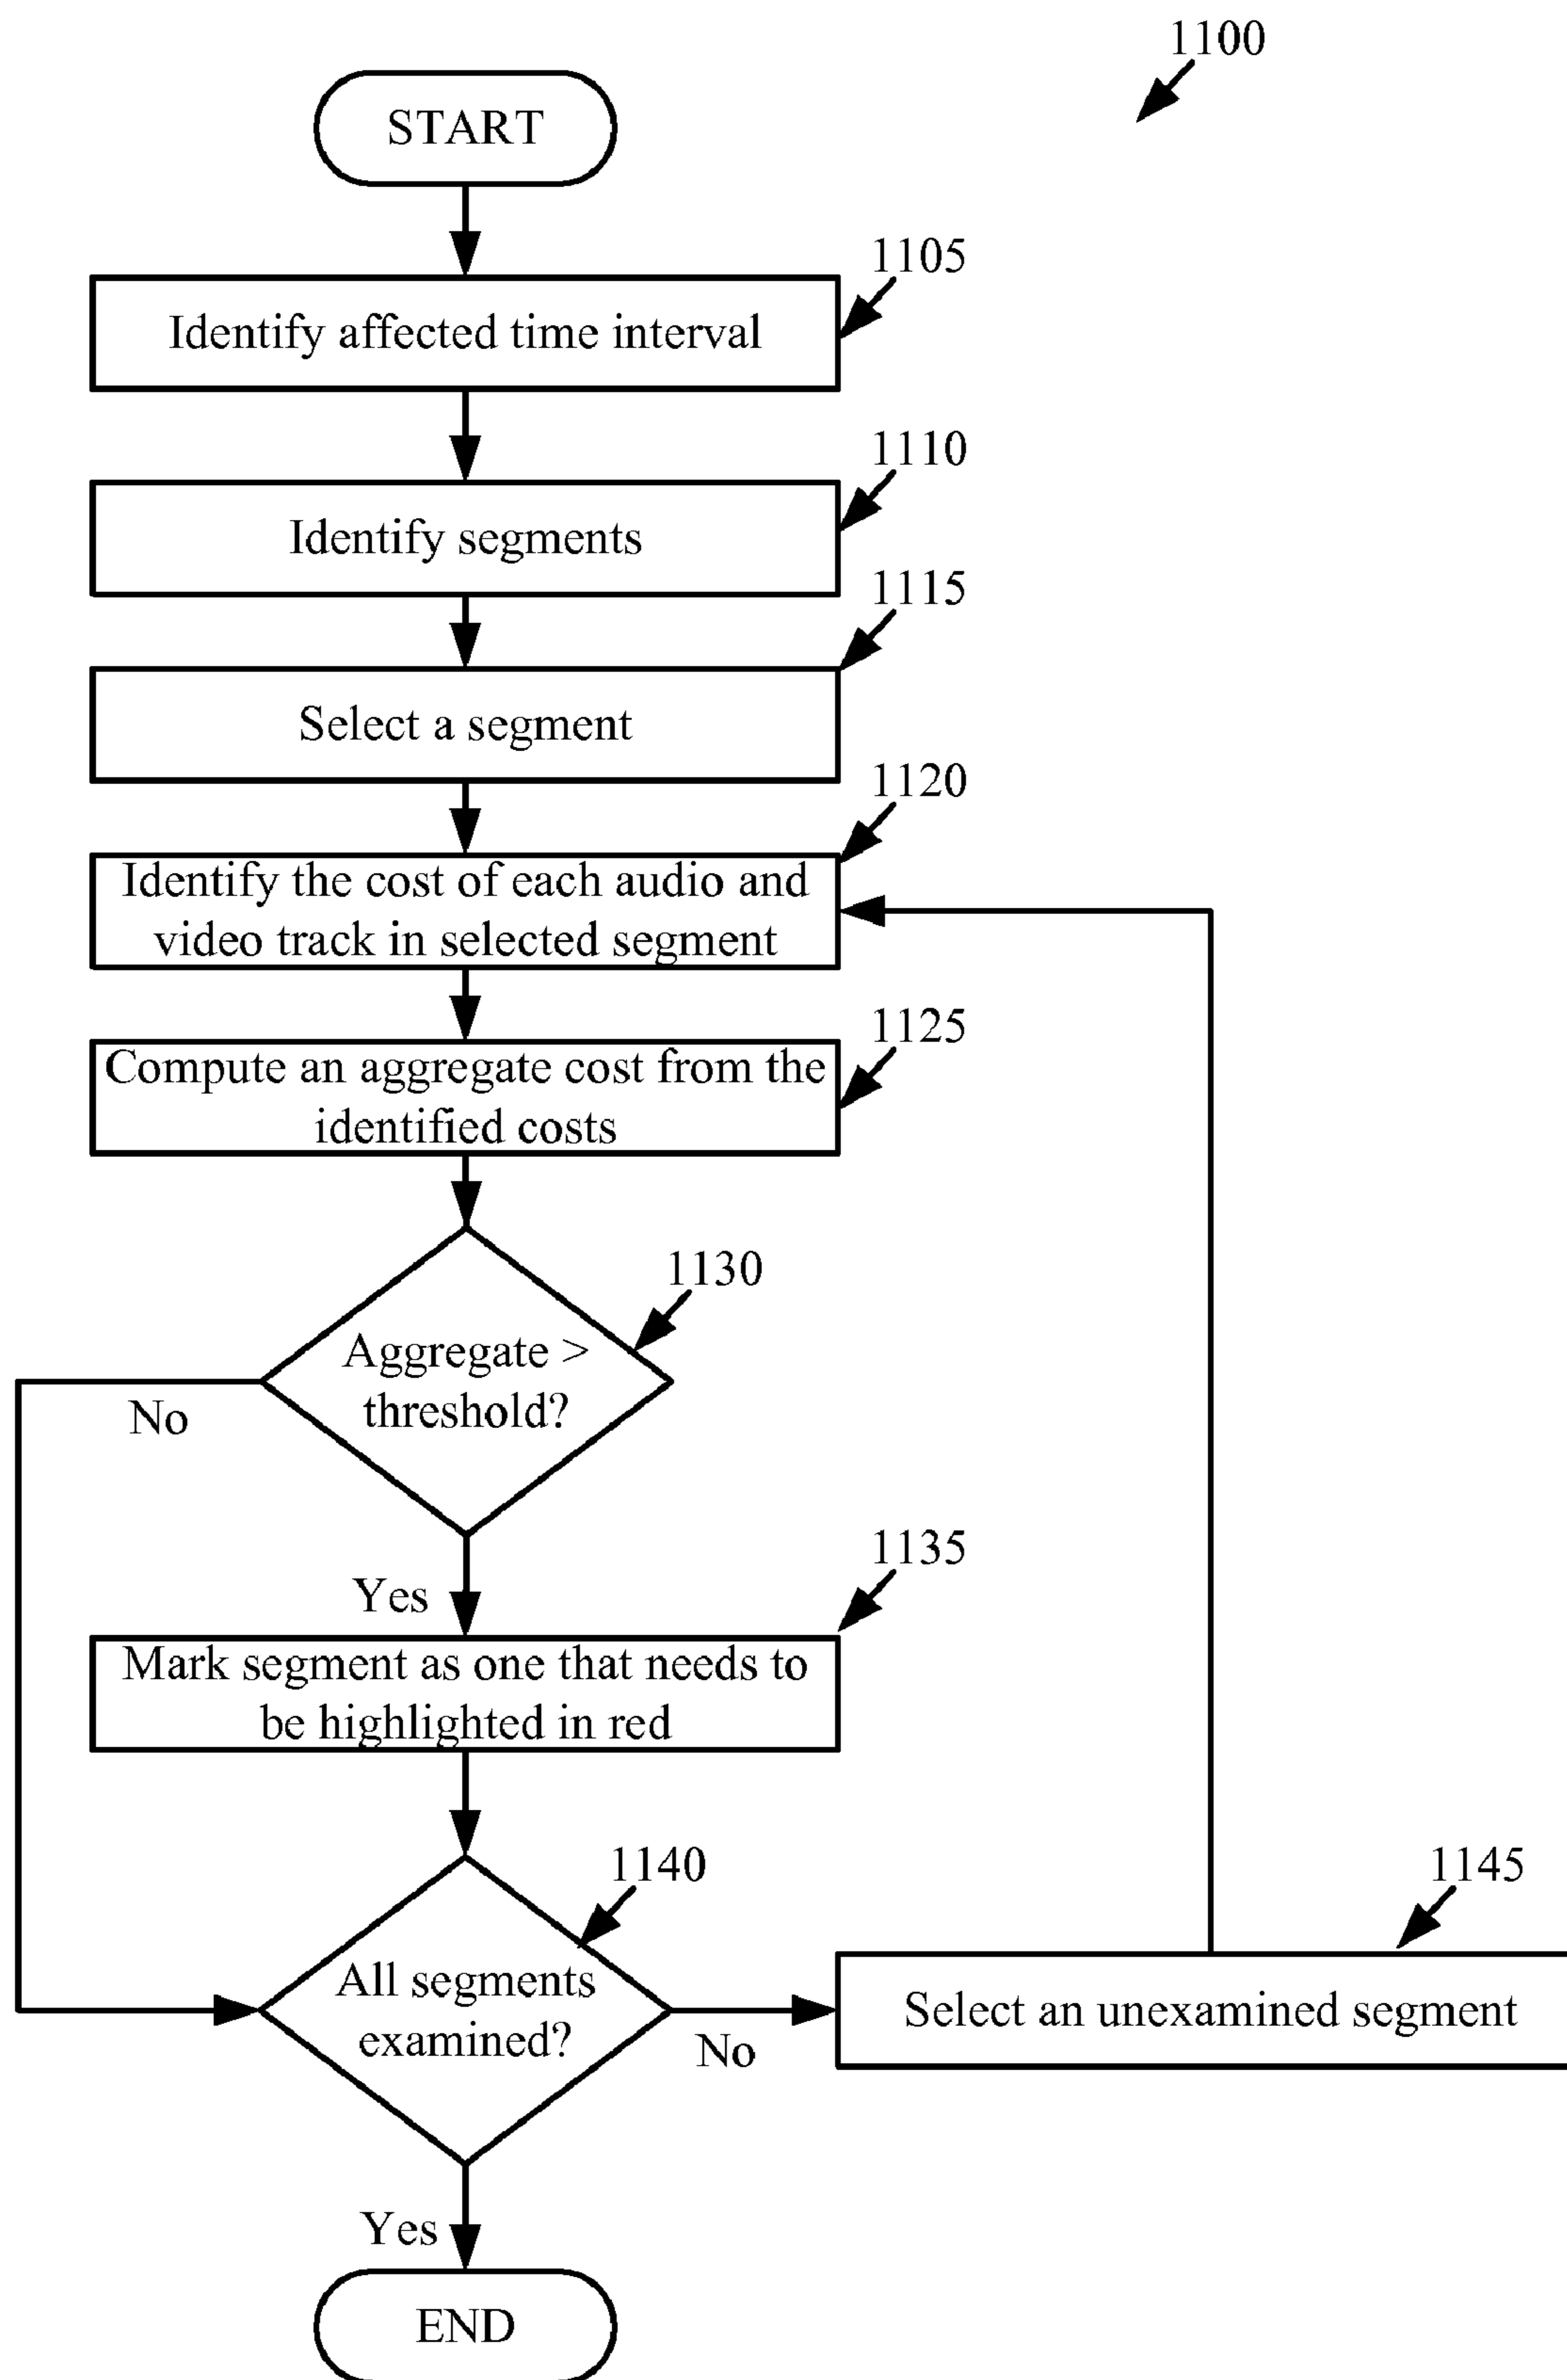 1100
START
1105
Identify affected time interval
1110
Identify segments
1115
Select a segment
1120
Identify the cost of each audio and
video track in selected segment
1125
Compute an aggregate cost from the
identified costs
1130
Aggregate >
threshold?
No
Yes
1135
Mark segment as one that needs to
be highlighted in red
1140
All segments
examined?
No
1145
Select an unexamined segment
Yes
END